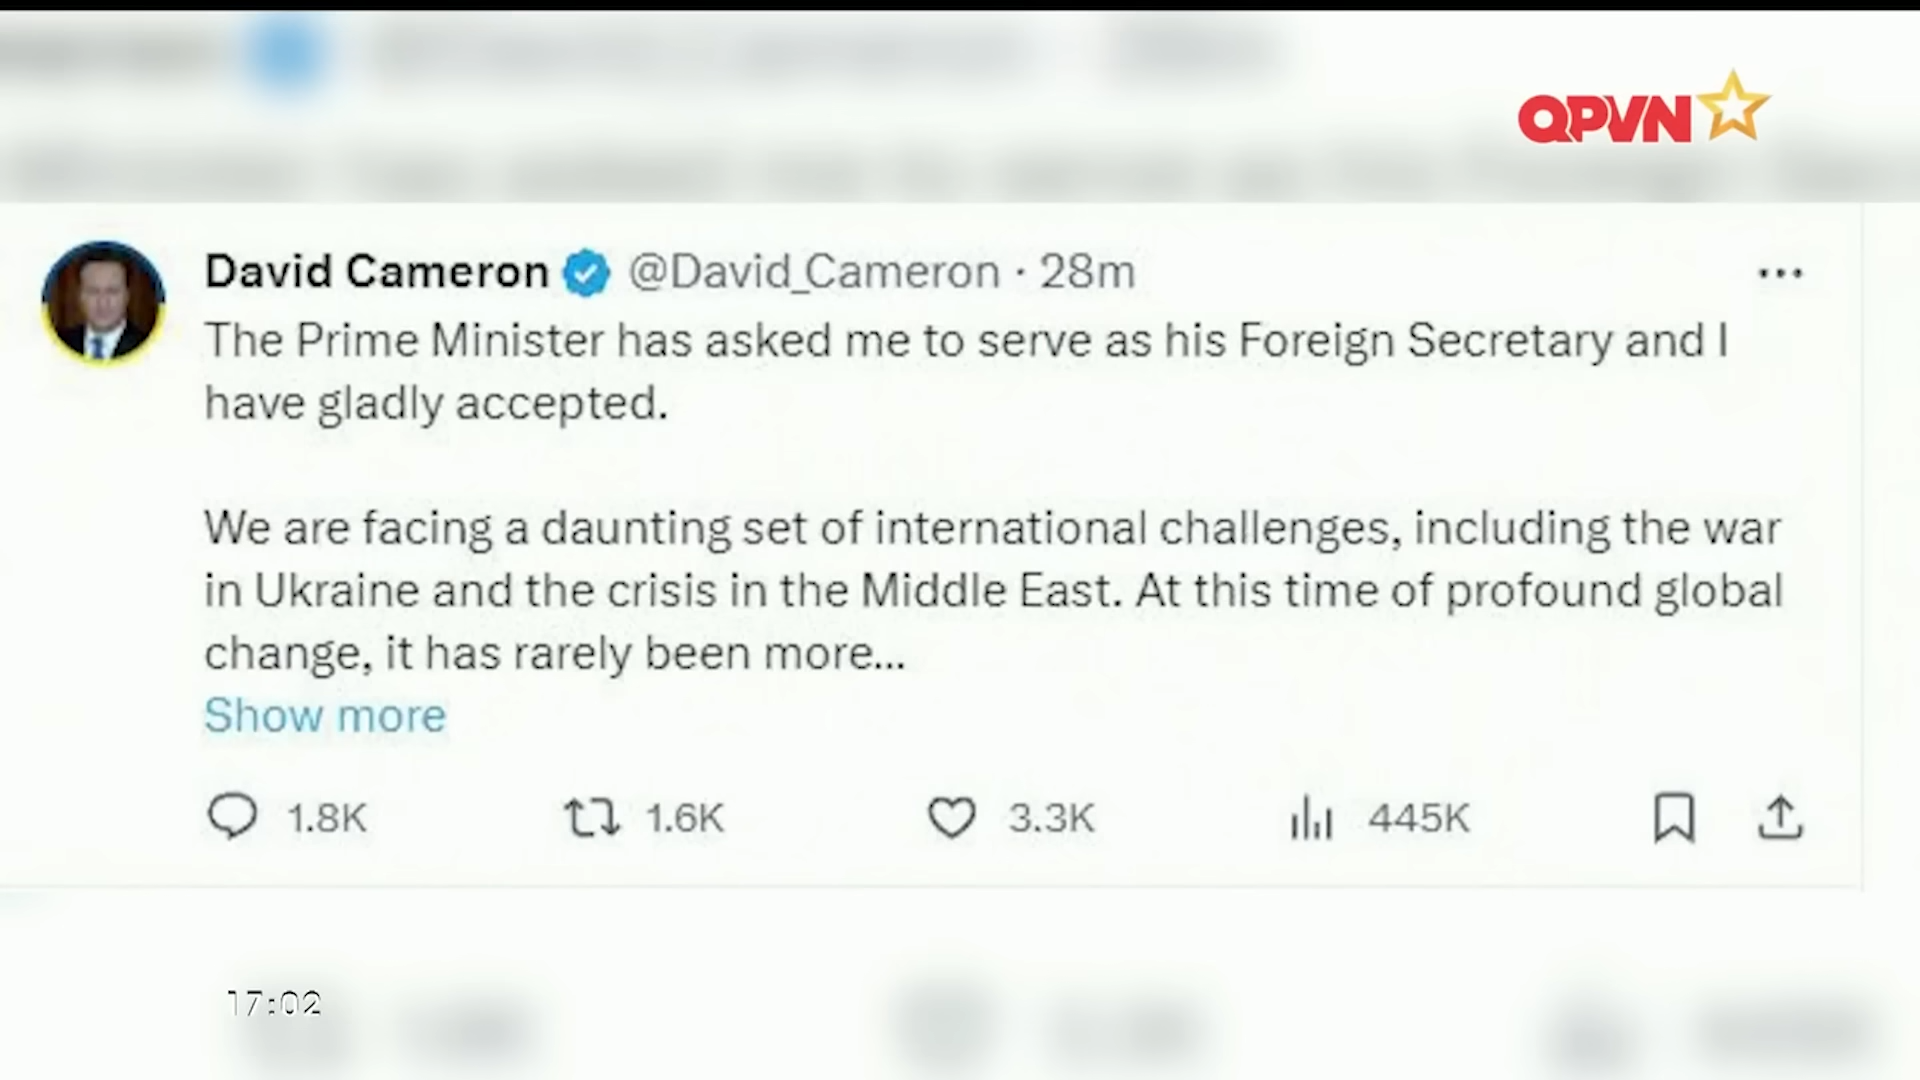 QPVN
David Cameron @David_Cameron · 28m
The Prime Minister has asked me to serve as his Foreign Secretary and I
have gladly accepted.
We are facing a daunting set of international challenges, including the war
in Ukraine and the crisis in the Middle East. At this time of profound global
change, it has rarely been more...
Show more
1.8K 1.6K 3.3K 445K
17:02